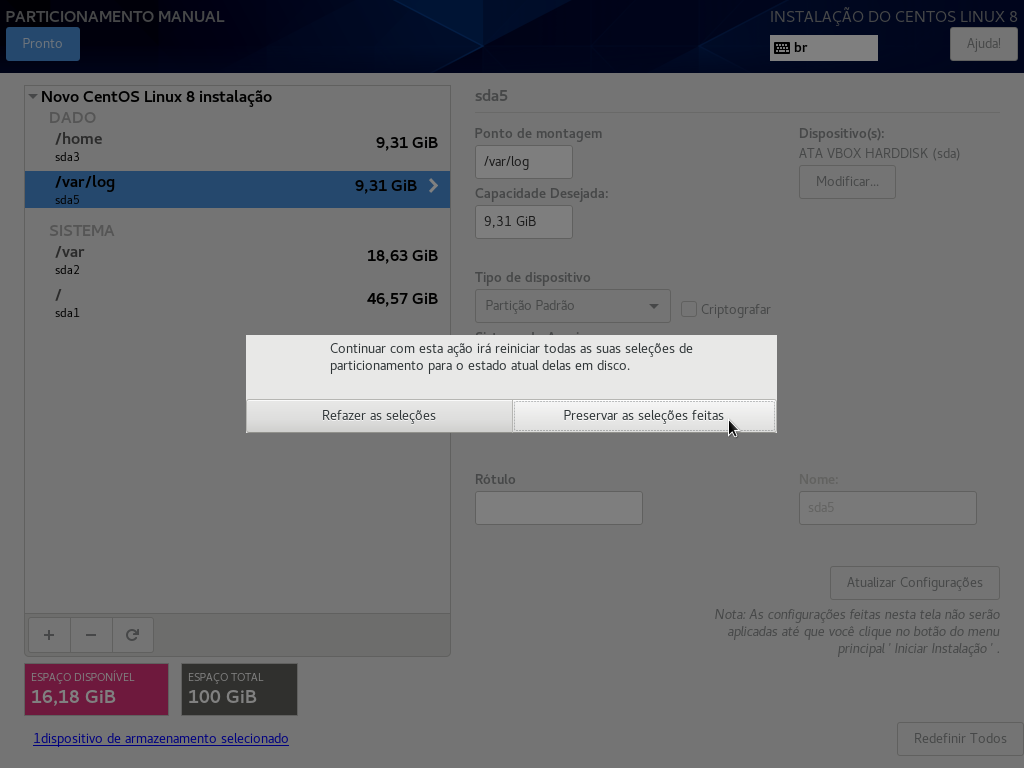 PARTICIONAMENTO MANUAL
INSTALAÇÃO DO CENTOS LINUX 8
Pronto
br
Ajuda!
Novo CentOS Linux 8 instalação
DADO
/home
9,31 GiB
sda3
/var/log
9,31 GiB
sda5
SISTEMA
/var
18,63 GiB
sda2
/
46,57 GiB
sda1
sda5
Ponto de montagem
/var/log
Capacidade Desejada:
9,31 GiB
Dispositivo(s):
ATA VBOX HARDDISK (sda)
Modificar...
Tipo de dispositivo
Partição Padrão
Criptografar
Continuar com esta ação irá reiniciar todas as suas seleções de
particionamento para o estado atual delas em disco.
Refazer as seleções
Preservar as seleções feitas
Rótulo
Nome:
sda5
Atualizar Configurações
Nota: As configurações feitas nesta tela não serão
aplicadas até que você clique no botão do menu
principal ' Iniciar Instalação ' .
+ −
ESPAÇO DISPONÍVEL
16,18 GiB
ESPAÇO TOTAL
100 GiB
1dispositivo de armazenamento selecionado
Redefinir Todos